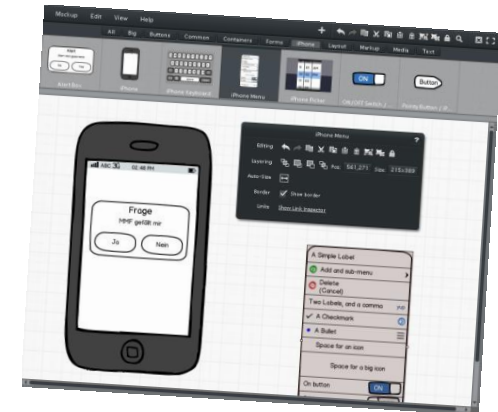 Mockup Edit View Help
All Big Buttons Common Containers Forms iPhone Layout Markup Media Text
Alert Box iPhone iPhone Keyboard iPhone Menu iPhone Picker ON/OFF Switch /
iPhone Menu
Editing
Layering Pos Size
Auto-Size
Border Draw border
Links Show Link Inspector
ABC 3G 02:48 PM
Frage
MMF gefällt mir
Ja Nein
A Simple Label
Add and sub-menu
Delete
(Cancel)
Two Labels, and a comma
A Checkmark
A Bullet
Space for an icon
Space for a big icon
On button ON
ON
Button